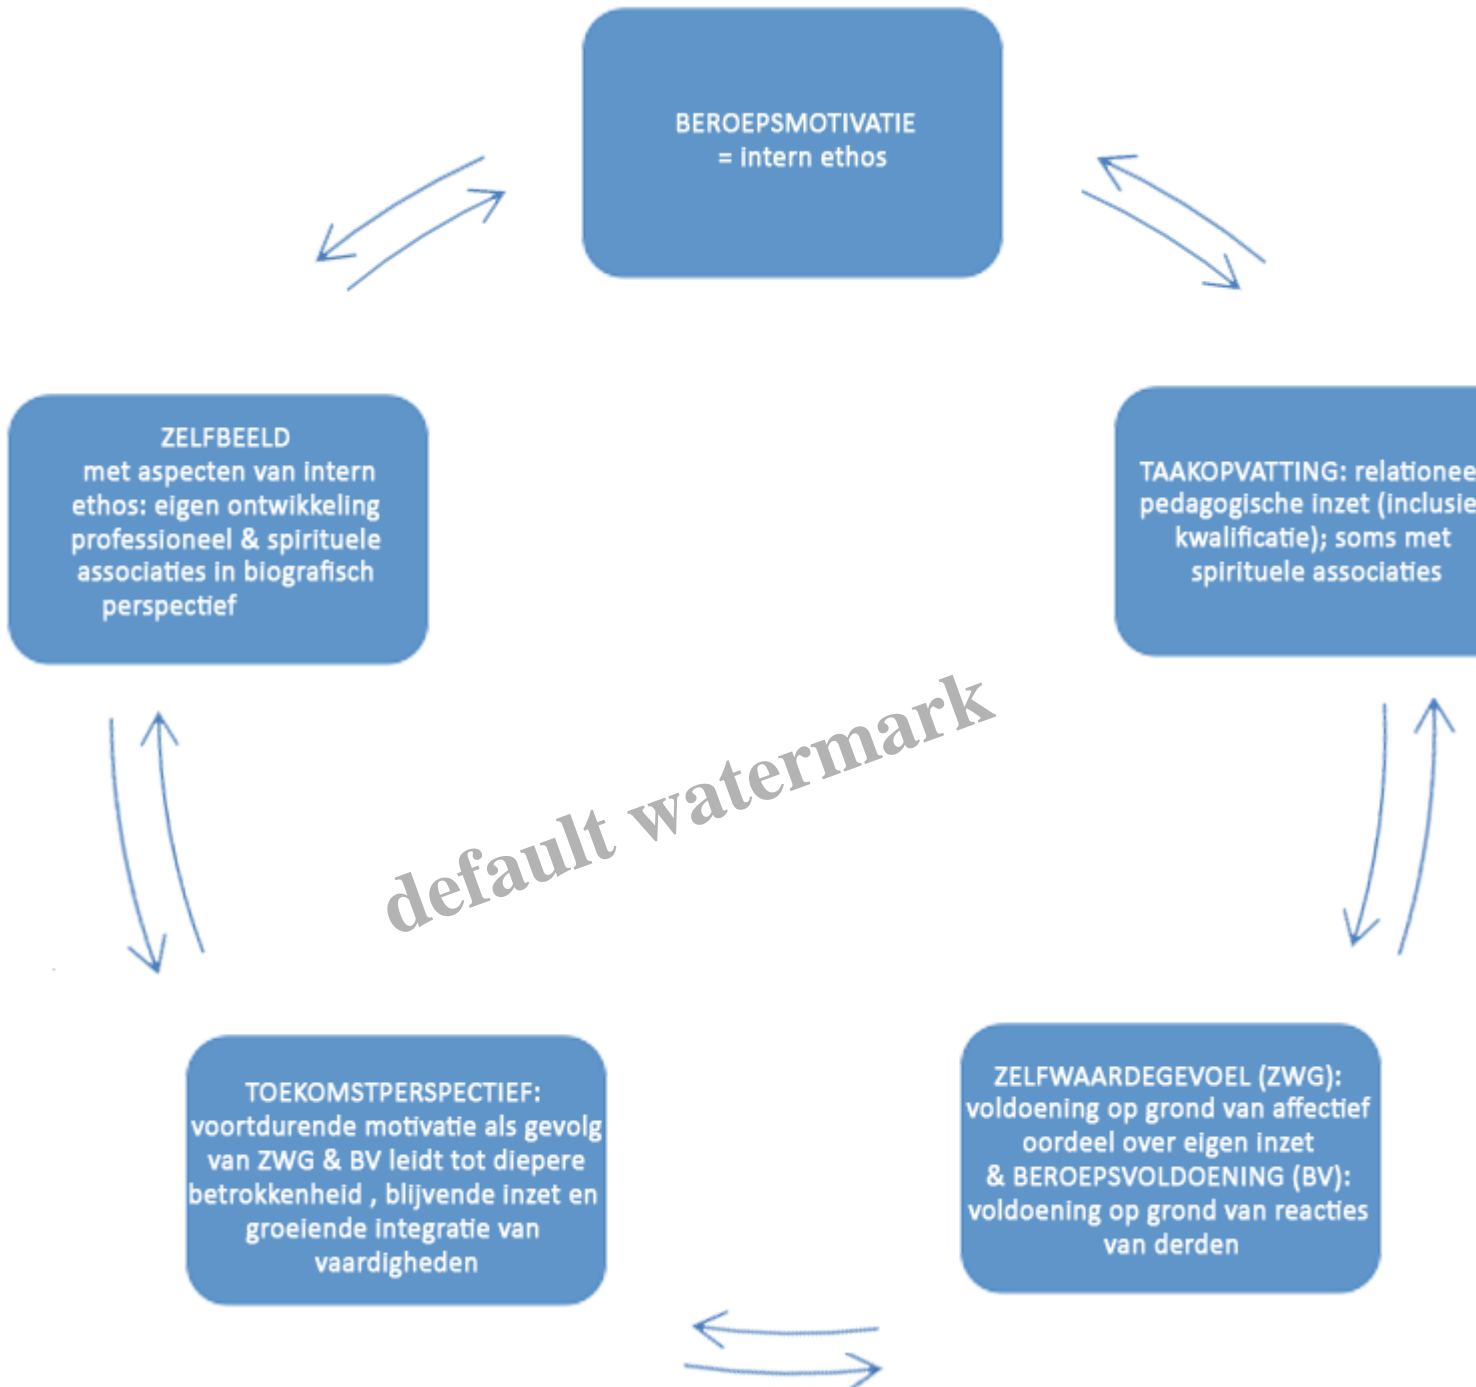 BEROEPSMOTIVATIE
= intern ethos
ZELFBEELD
met aspecten van intern
ethos: eigen ontwikkeling
professioneel & spirituele
associaties in biografisch
perspectief
TAAKOPVATTING: relationee
pedagogische inzet (inclusie
kwalificatie); soms met
spirituele associaties
default watermark
TOEKOMSTPERSPECTIEF:
voortdurende motivatie als gevolg
van ZWG & BV leidt tot diepere
betrokkenheid , blijvende inzet en
groeiende integratie van
vaardigheden
ZELFWAARDEGEVOEL (ZWG):
voldoening op grond van affectief
oordeel over eigen inzet
& BEROEPSVOLDOENING (BV):
voldoening op grond van reacties
van derden